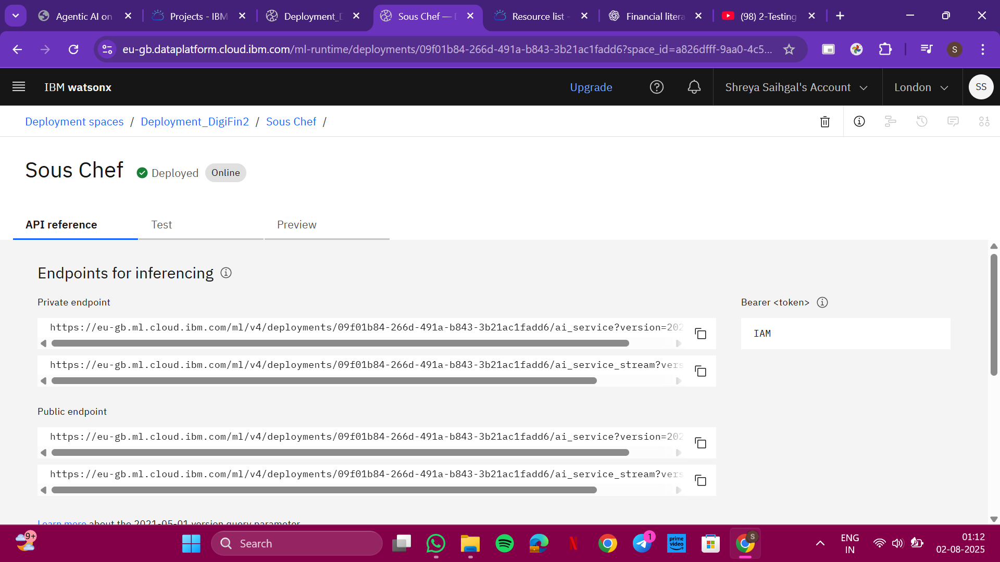 Agentic AI on
Projects - IBM
Deployment_D
Sous Chef — D
Resource list -
Financial litera
(98) 2-Testing
eu-gb.dataplatform.cloud.ibm.com/ml-runtime/deployments/09f01b84-266d-491a-b843-3b21ac1fadd6?space_id=a826dfff-9aa0-4c5...
S
IBM watsonx
Upgrade
Shreya Saihgal's Account
London
SS
Deployment spaces / Deployment_DigiFin2 / Sous Chef /
Sous Chef
Deployed
Online
API reference
Test
Preview
Endpoints for inferencing
Private endpoint
Bearer <token>
https://eu-gb.ml.cloud.ibm.com/ml/v4/deployments/09f01b84-266d-491a-b843-3b21ac1fadd6/ai_service?version=202
IAM
https://eu-gb.ml.cloud.ibm.com/ml/v4/deployments/09f01b84-266d-491a-b843-3b21ac1fadd6/ai_service_stream?vers
Public endpoint
https://eu-gb.ml.cloud.ibm.com/ml/v4/deployments/09f01b84-266d-491a-b843-3b21ac1fadd6/ai_service?version=202
https://eu-gb.ml.cloud.ibm.com/ml/v4/deployments/09f01b84-266d-491a-b843-3b21ac1fadd6/ai_service_stream?vers
Learn more about the 2021-05-01 version query parameter
9+
Search
N
1
prime video
S
ENG
IN
01:12
02-08-2025